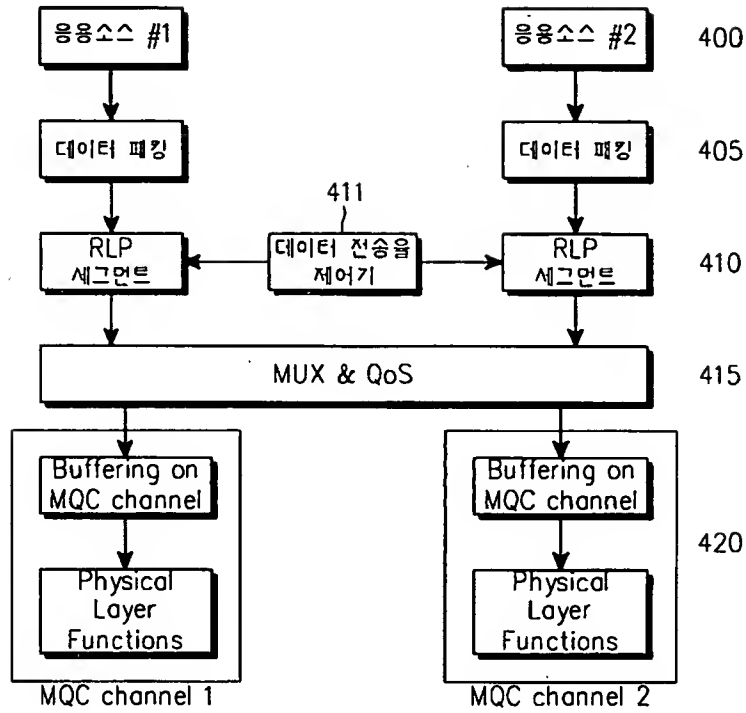 응용소스 #1
응용소스 #2
400
데이터 패킹
데이터 패킹
405
411
RLP
세그먼트
데이터 전송율
제어기
RLP
세그먼트
410
MUX & QoS
415
Buffering on
MQC channel
Buffering on
MQC channel
420
Physical
Layer
Functions
Physical
Layer
Functions
MQC channel 1
MQC channel 2